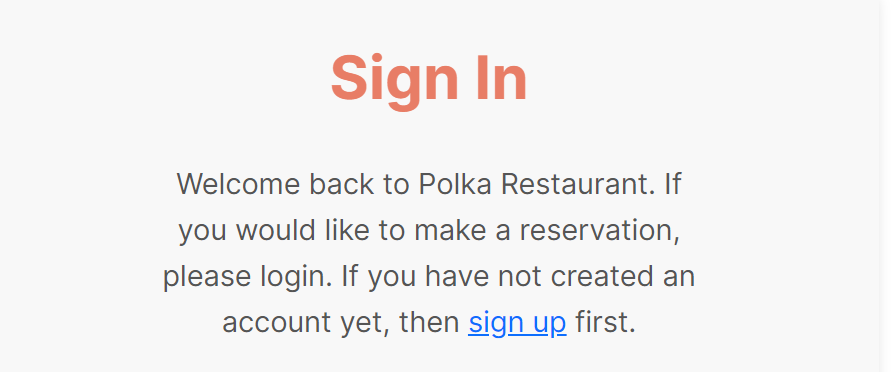 Sign In
Welcome back to Polka Restaurant. If
you would like to make a reservation,
please login. If you have not created an
account yet, then sign up first.